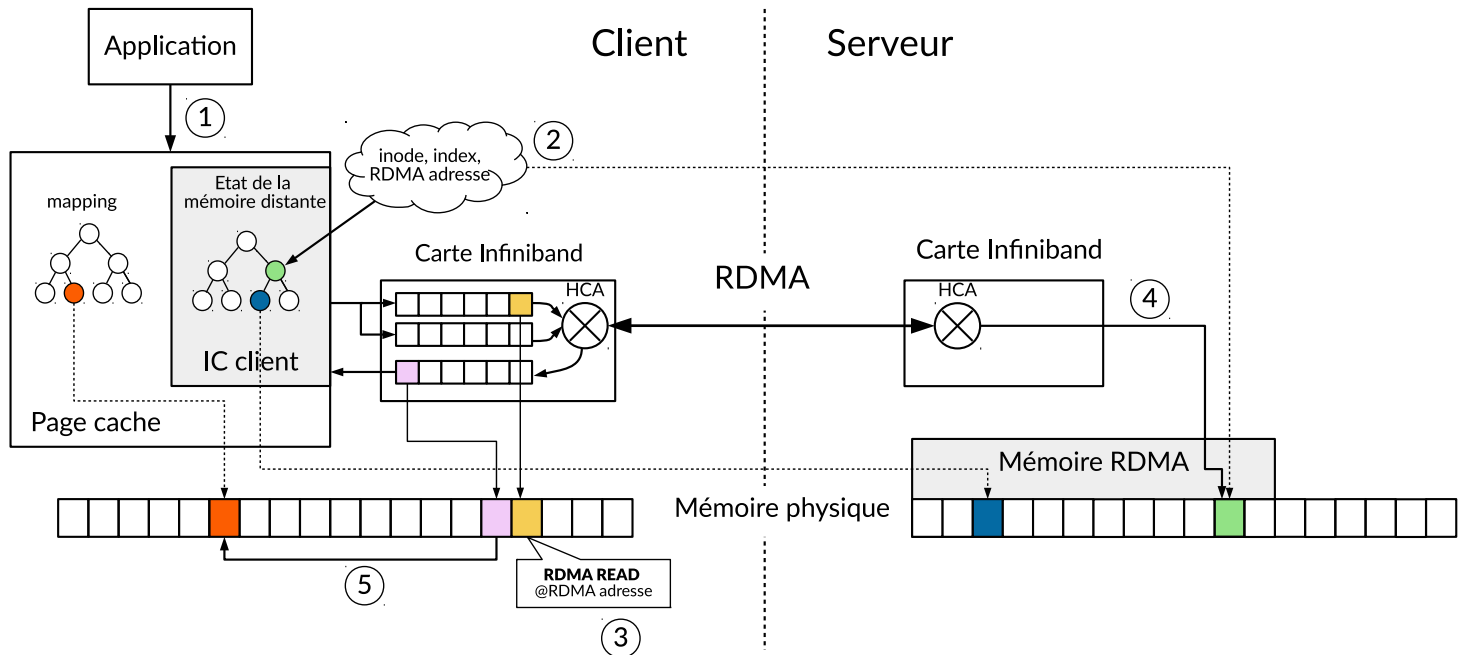 Application
Client
Serveur
1
2
inode, index,
RDMA adresse
Etat de la
mémoire distante
mapping
Carte Infiniband
Carte Infiniband
RDMA
HCA
HCA
4
IC client
Page cache
Mémoire RDMA
Mémoire physique
5
RDMA READ
@RDMA adresse
3